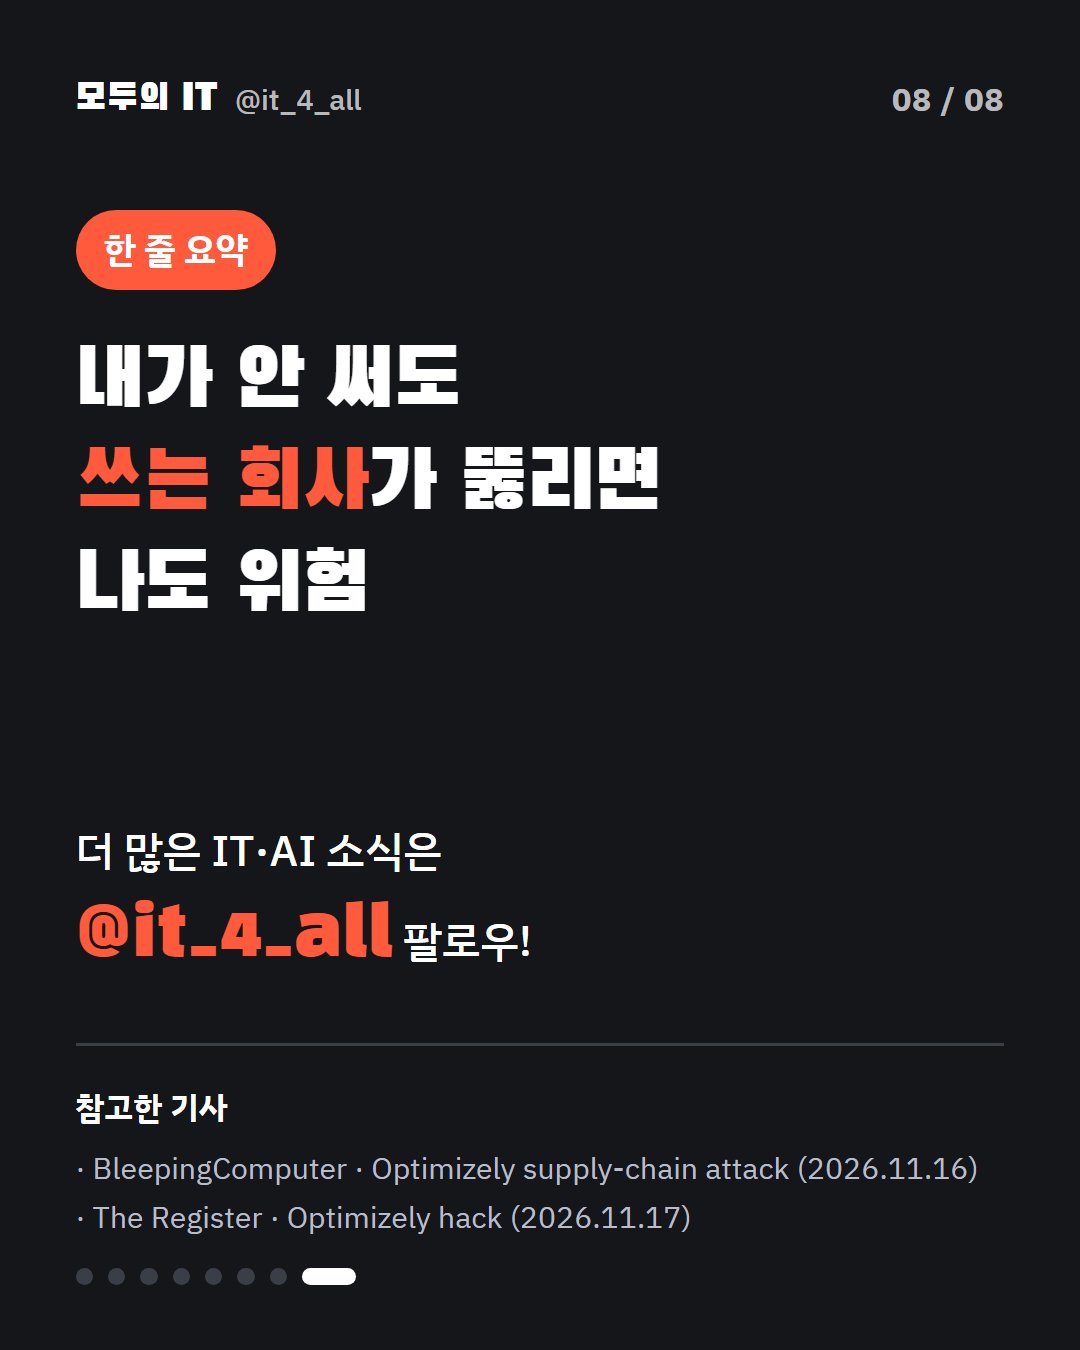 모두의 IT @it_4_all
08 / 08
한 줄 요약
내가 안 써도
쓰는 회사가 뚫리면
나도 위험
더 많은 IT·AI 소식은
@it_4_all 팔로우!
참고한 기사
· BleepingComputer · Optimizely supply-chain attack (2026.11.16)
· The Register · Optimizely hack (2026.11.17)